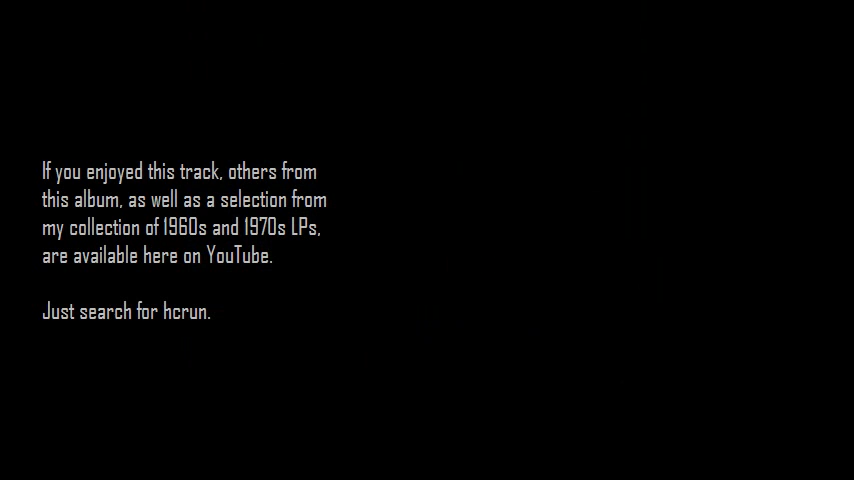 If you enjoyed this track, others from
this album, as well as a selection from
my collection of 1960s and 1970s LPs,
are available here on YouTube.
Just search for hcrun.